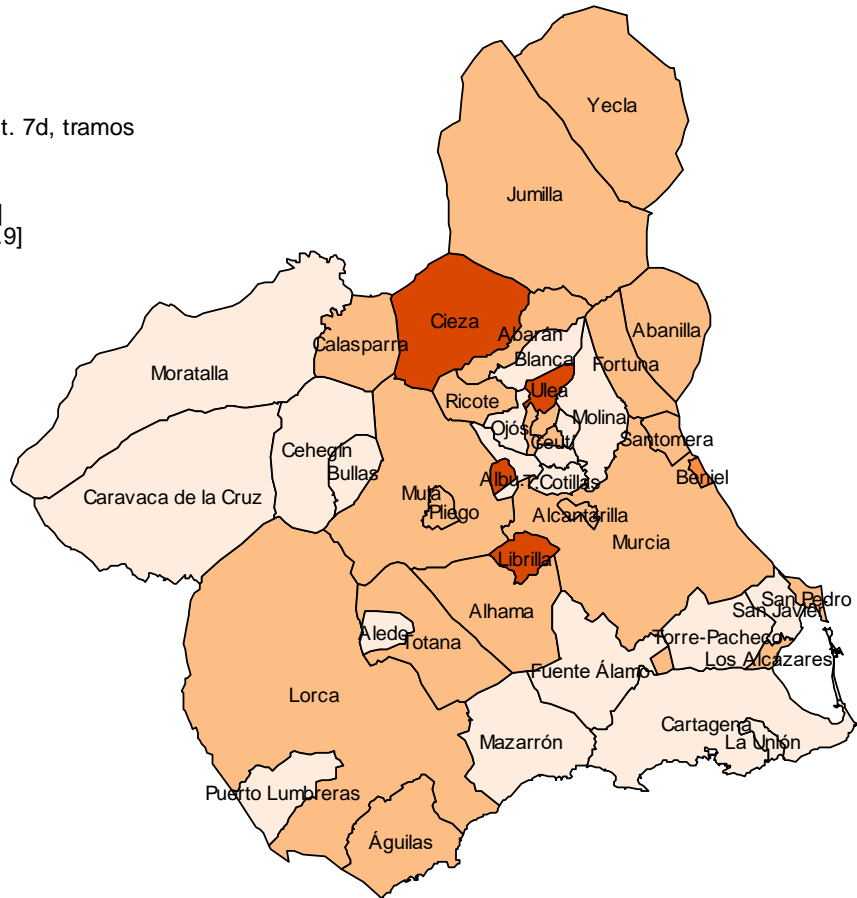 Yecla
t. 7d, tramos
Jumilla
]
.9]
Cieza
Abarán
Abanilla
Calasparra
Blanca
Fortuna
Moratalla
Ulea
Ricote
Molina
Ojós
Ceutí
Santomera
Cehegín
Bullas
Albu.
T.Cotillas
Beniel
Caravaca de la Cruz
Mula
Pliego
Alcantarilla
Murcia
Librilla
San Pedro
Alhama
San Javier
Aledo
Totana
Torre-Pacheco
Los Alcázares
Fuente Álamo
Lorca
Cartagena
Mazarrón
La Unión
Puerto Lumbreras
Águilas